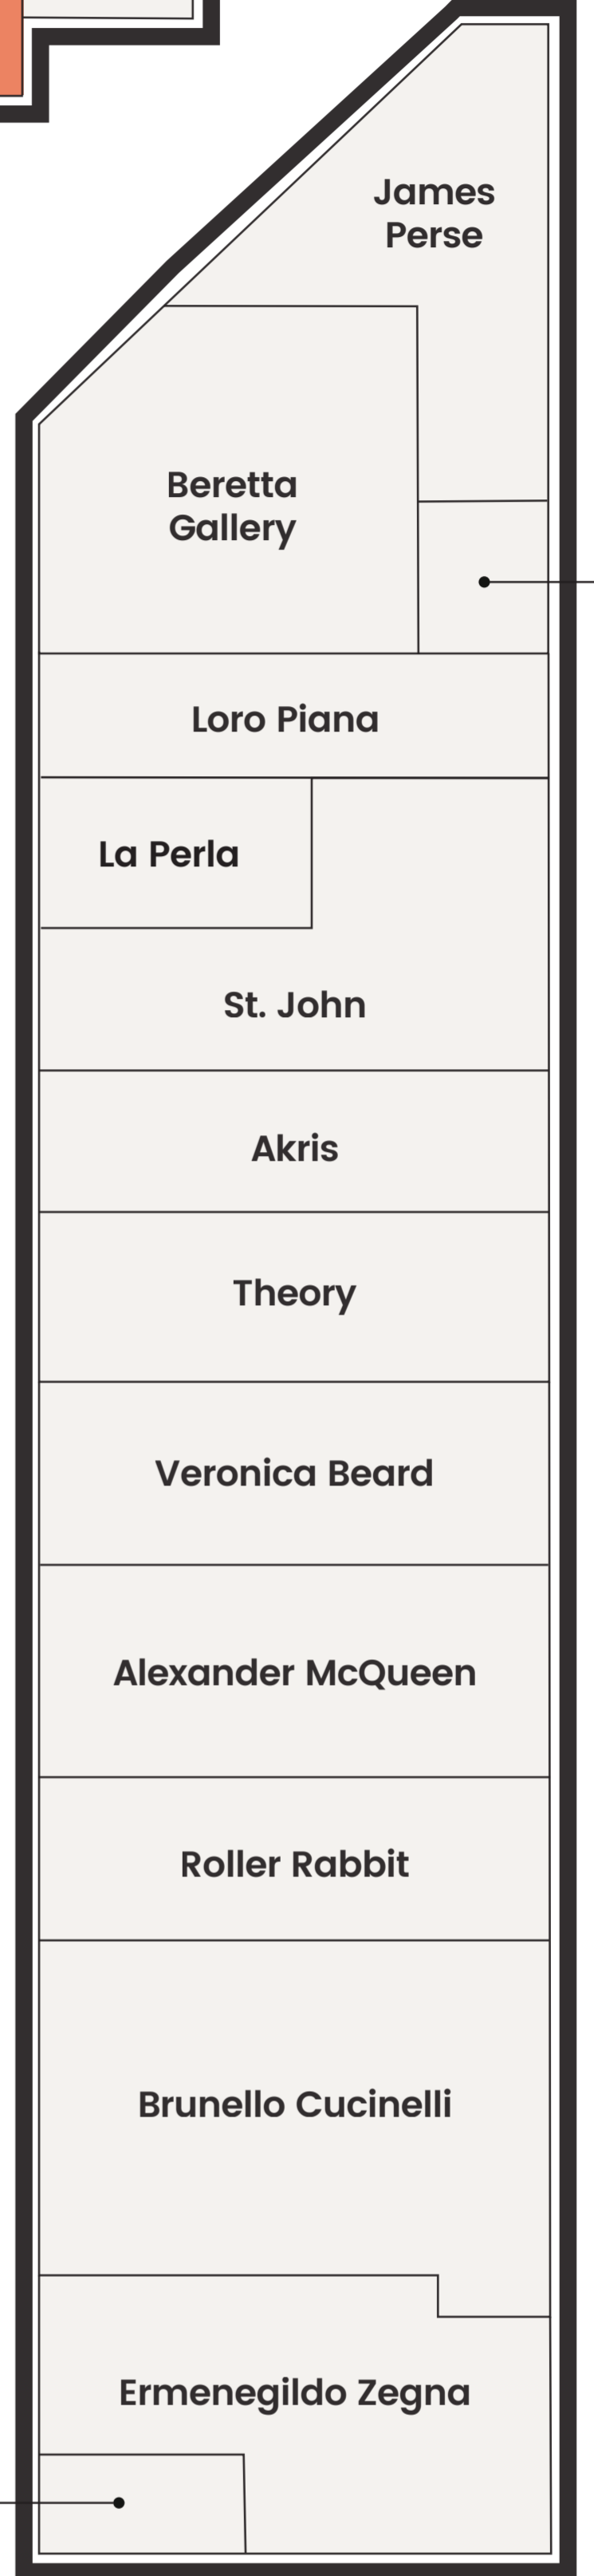 James
Perse
Beretta
Gallery
Loro Piana
La Perla
St. John
Akris
Theory
Veronica Beard
Alexander McQueen
Roller Rabbit
Brunello Cucinelli
Ermenegildo Zegna